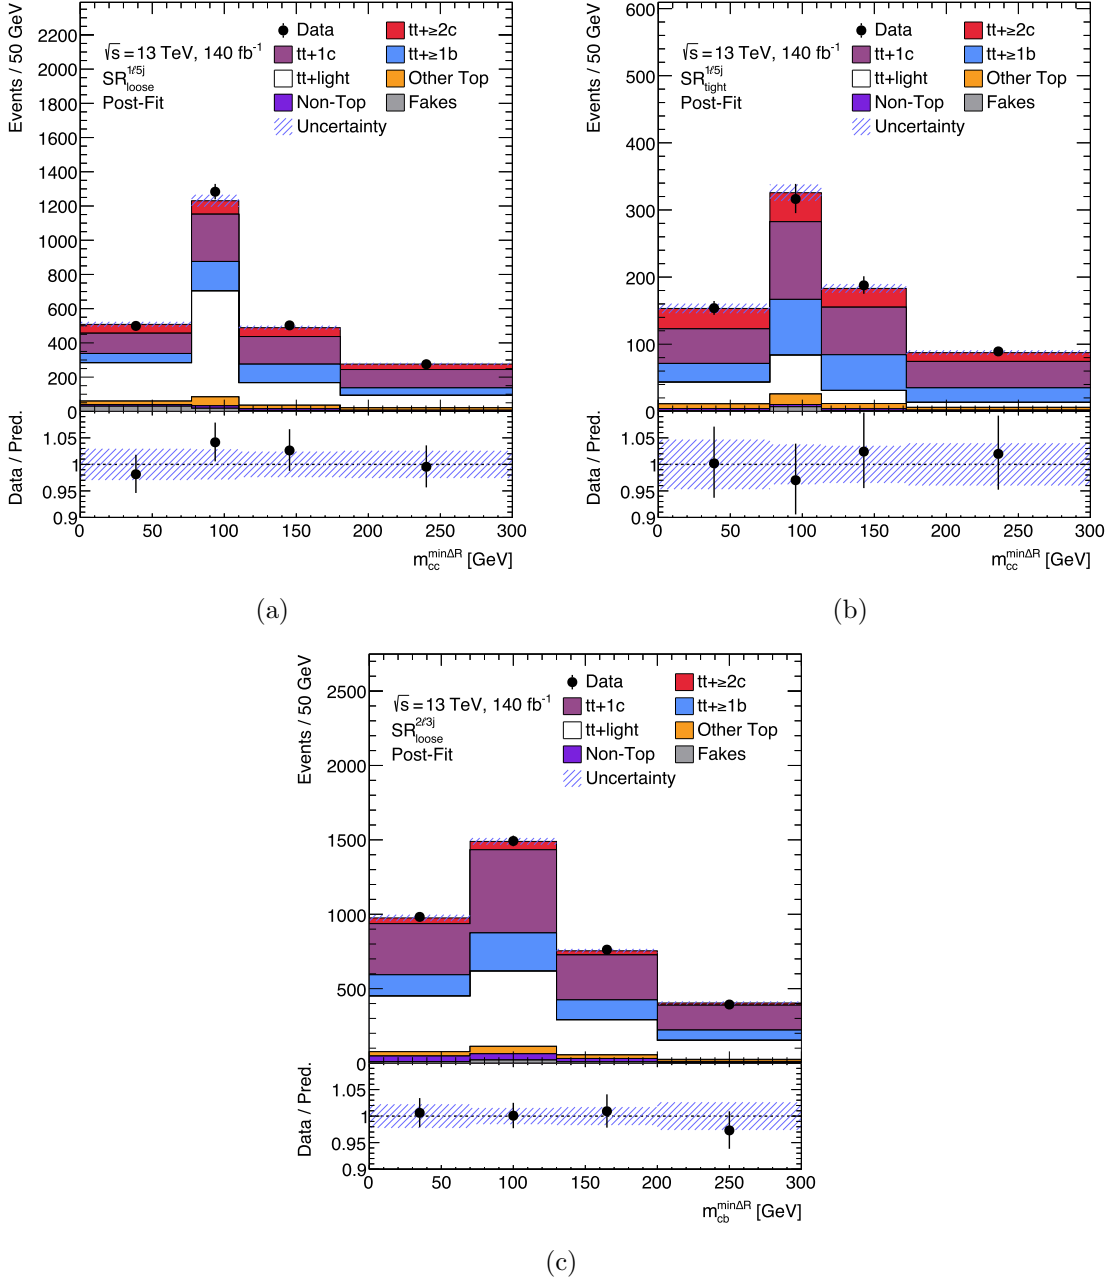 Events / 50 GeV
2200
2000
1800
1600
1400
1200
1000
800
600
400
200
0
√s = 13 TeV, 140 fb⁻¹
SR 1ℓ5j loose
Post-Fit
Data
tt+≥2c
tt+1c
tt+≥1b
tt+light
Other Top
Non-Top
Fakes
Uncertainty
Data / Pred.
1.05
1
0.95
0.9
0 50 100 150 200 250 300
m_cc^minΔR [GeV]
(a)
Events / 50 GeV
600
500
400
300
200
100
0
√s = 13 TeV, 140 fb⁻¹
SR 1ℓ5j tight
Post-Fit
Data
tt+≥2c
tt+1c
tt+≥1b
tt+light
Other Top
Non-Top
Fakes
Uncertainty
Data / Pred.
1.05
1
0.95
0.9
0 50 100 150 200 250 300
m_cc^minΔR [GeV]
(b)
Events / 50 GeV
2500
2000
1500
1000
500
0
√s = 13 TeV, 140 fb⁻¹
SR 2ℓ3j loose
Post-Fit
Data
tt+≥2c
tt+1c
tt+≥1b
tt+light
Other Top
Non-Top
Fakes
Uncertainty
Data / Pred.
1.05
1
0.95
0.9
0 50 100 150 200 250 300
m_cb^minΔR [GeV]
(c)